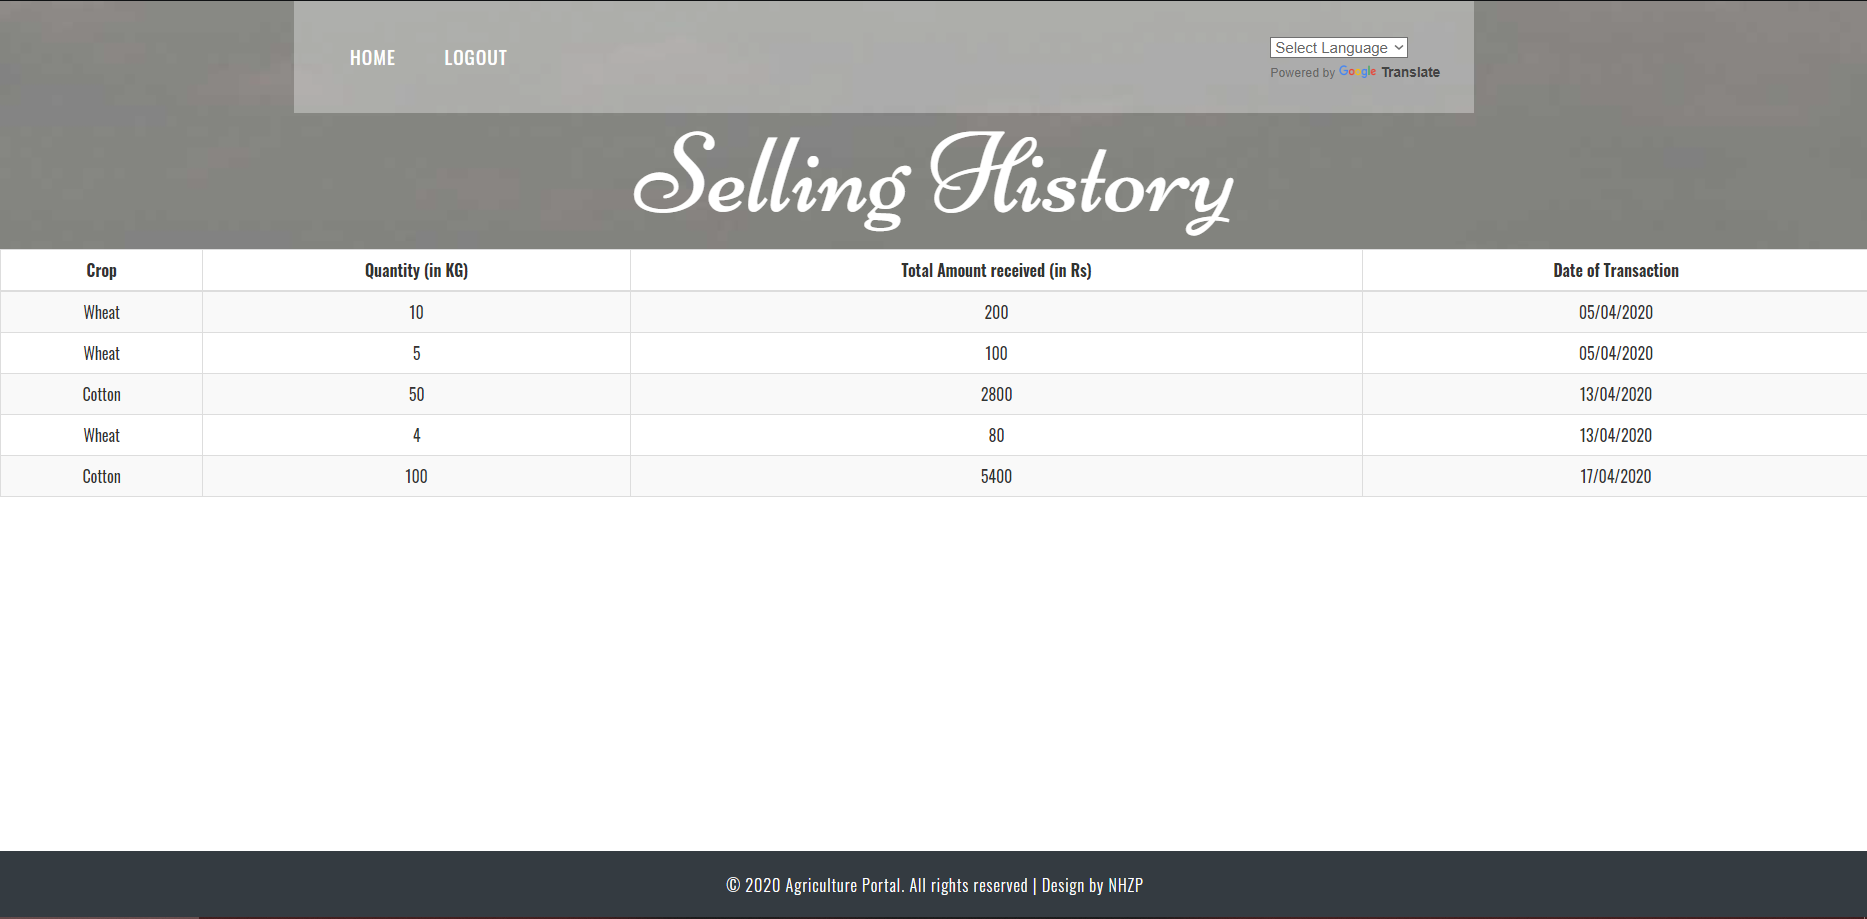 HOME LOGOUT Select Language
Powered by Google Translate
Selling History
Crop Quantity (in KG) Total Amount received (in Rs) Date of Transaction
Wheat 10 200 05/04/2020
Wheat 5 100 05/04/2020
Cotton 50 2800 13/04/2020
Wheat 4 80 13/04/2020
Cotton 100 5400 17/04/2020
© 2020 Agriculture Portal. All rights reserved | Design by NHZP